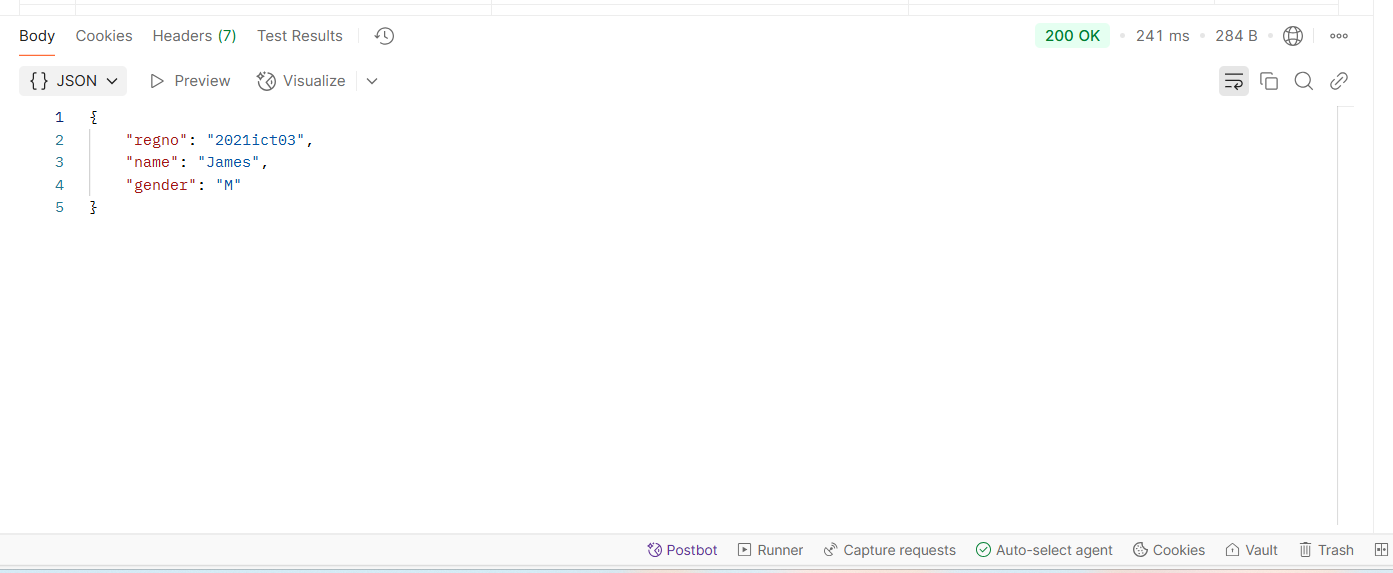 Body Cookies Headers (7) Test Results 200 OK • 241 ms • 284 B •
{} JSON Preview Visualize
1 {
2 "regno": "2021ict03",
3 "name": "James",
4 "gender": "M"
5 }
Postbot Runner Capture requests Auto-select agent Cookies Vault Trash